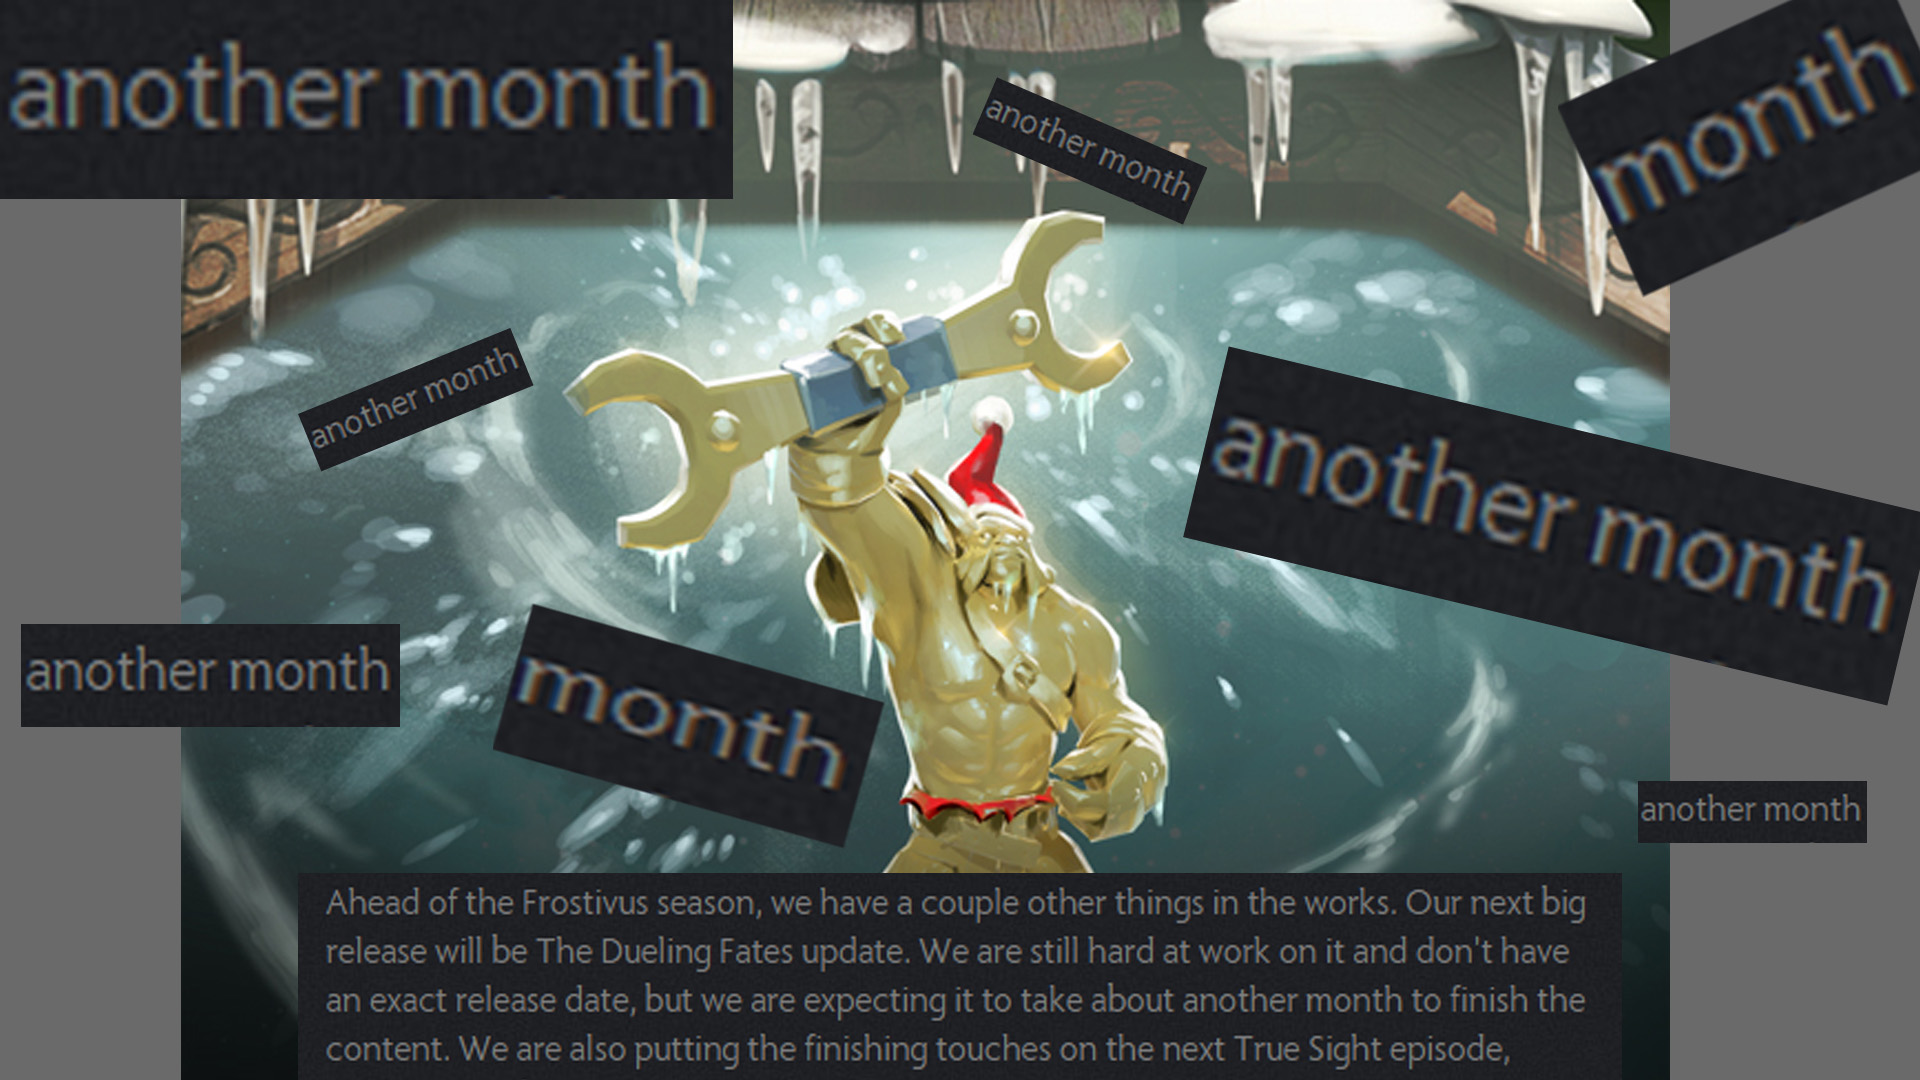 another month
another month
month
another month
another month
another month
month
another month
Ahead of the Frostivus season, we have a couple other things in the works. Our next big
release will be The Dueling Fates update. We are still hard at work on it and don't have
an exact release date, but we are expecting it to take about another month to finish the
content. We are also putting the finishing touches on the next True Sight episode,